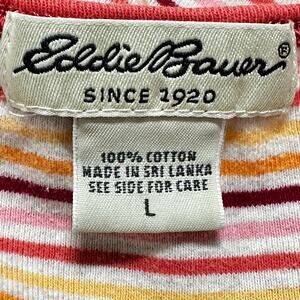 Eddie Bauer®
SINCE 1920
100% COTTON
MADE IN SRI LANKA
SEE SIDE FOR CARE
L